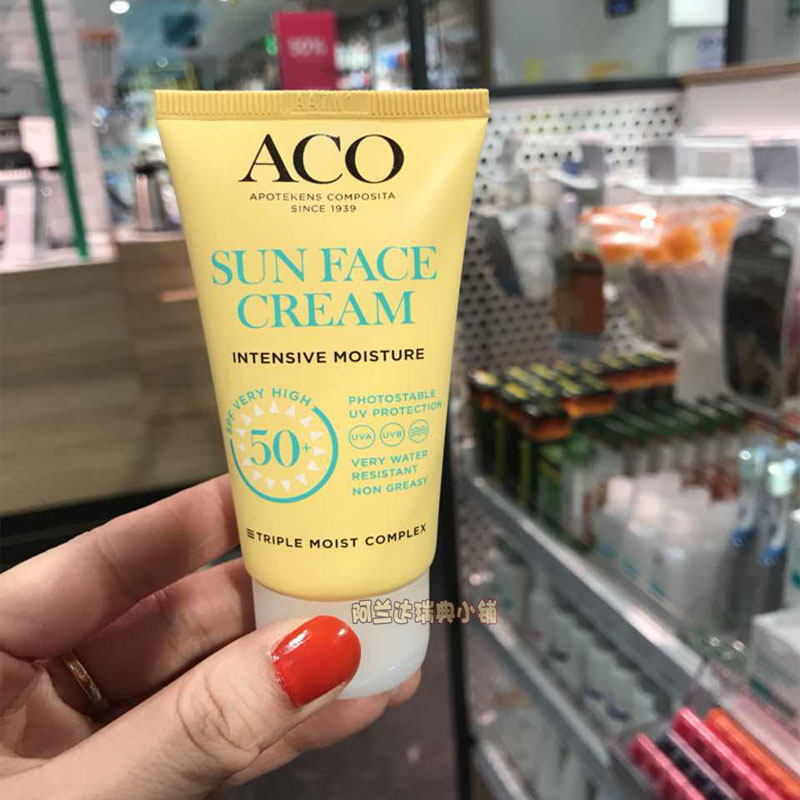 50%
ACO
APOTEKENS COMPOSITA
SINCE 1939
SUN FACE
CREAM
INTENSIVE MOISTURE
SPF VERY HIGH
50+
PHOTOSTABLE
UV PROTECTION
UVA UVB
VERY WATER
RESISTANT
NON GREASY
TRIPLE MOIST COMPLEX
阿兰达瑞典小铺